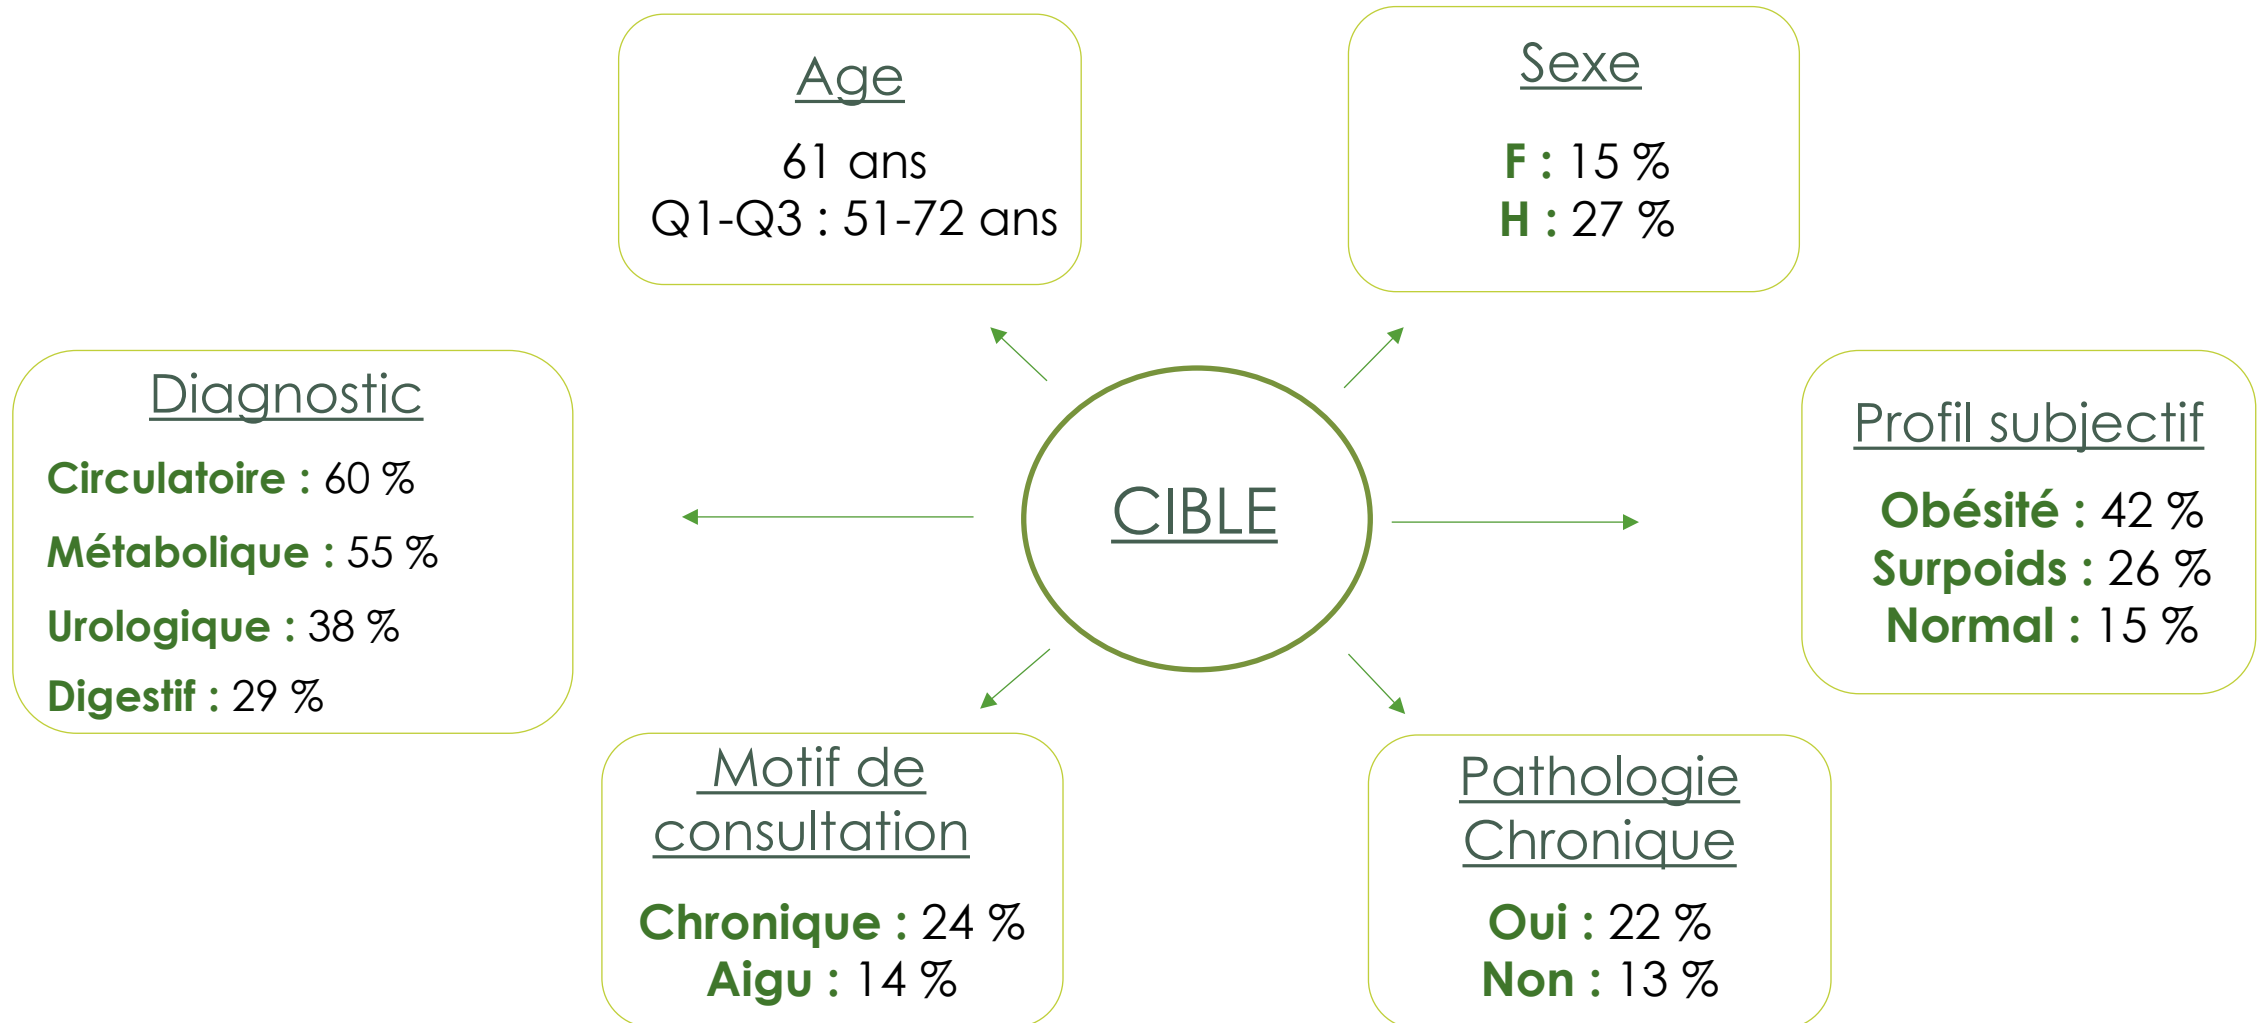 Age
61 ans
Q1-Q3 : 51-72 ans
Sexe
F : 15 %
H : 27 %
Diagnostic
Circulatoire : 60 %
Métabolique : 55 %
Urologique : 38 %
Digestif : 29 %
CIBLE
Profil subjectif
Obésité : 42 %
Surpoids : 26 %
Normal : 15 %
Motif de
consultation
Chronique : 24 %
Aigu : 14 %
Pathologie
Chronique
Oui : 22 %
Non : 13 %